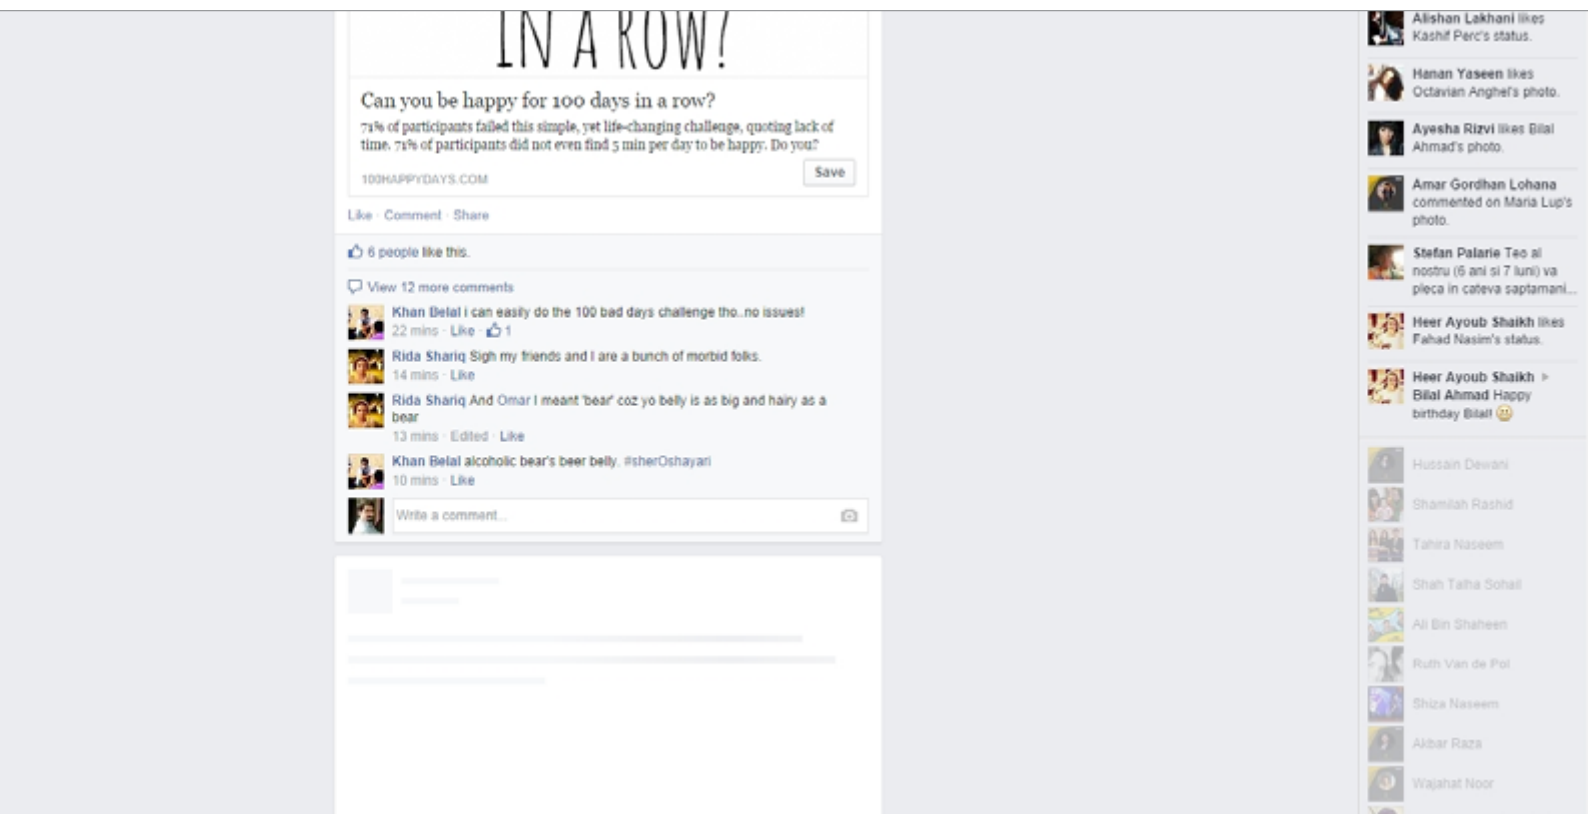 IN A ROW?
Can you be happy for 100 days in a row?
71% of participants failed this simple, yet life-changing challenge, quoting lack of
time. 71% of participants did not even find 5 min per day to be happy. Do you?
100HAPPYDAYS.COM
Save
Like · Comment · Share
6 people like this.
View 12 more comments
Khan Belal i can easily do the 100 bad days challenge tho..no issues!
22 mins · Like · 1
Rida Shariq Sigh my friends and I are a bunch of morbid folks.
14 mins · Like
Rida Shariq And Omar I meant 'bear' coz yo belly is as big and hairy as a
bear
13 mins · Edited · Like
Khan Belal alcoholic bear's beer belly. #sherOshayari
10 mins · Like
Write a comment...
Alishan Lakhani likes
Kashif Perc's status.
Hanan Yaseen likes
Octavian Anghel's photo.
Ayesha Rizvi likes Bilal
Ahmad's photo.
Amar Gordhan Lohana
commented on Maria Lup's
photo.
Stefan Palarie Teo al
nostru (6 ani si 7 luni) va
pleca in cateva saptamani...
Heer Ayoub Shaikh likes
Fahad Nasim's status.
Heer Ayoub Shaikh
Bilal Ahmad Happy
birthday Bilal!
Hussain Dewani
Shamilah Rashid
Tahira Naseem
Shah Talha Sohail
Ali Bin Shaheen
Ruth Van de Pol
Shiza Naseem
Akbar Raza
Wajahat Noor